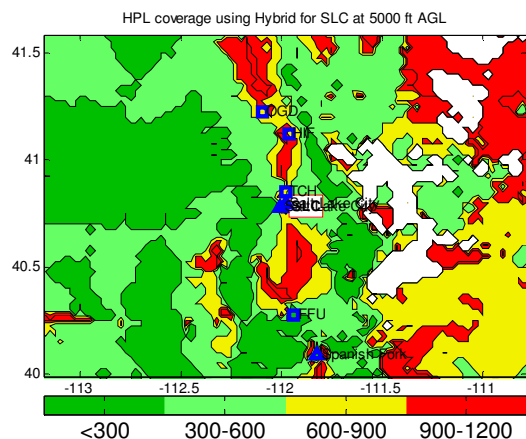 HPL coverage using Hybrid for SLC at 5000 ft AGL
41.5
OGD
HIF
41
TCH
Salt Lake City
SLC
40.5
FFU
Spanish Fork
40
-113 -112.5 -112 -111.5 -111
<300 300-600 600-900 900-1200